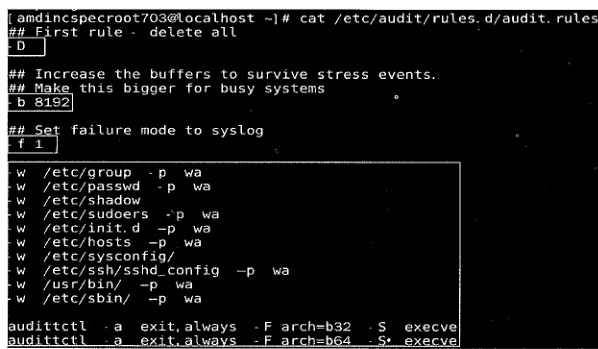 [amdincspecroot703@localhost ~]# cat /etc/audit/rules.d/audit.rules
## First rule - delete all
-D
## Increase the buffers to survive stress events.
## Make this bigger for busy systems
-b 8192
## Set failure mode to syslog
-f 1
-w /etc/group -p wa
-w /etc/passwd -p wa
-w /etc/shadow
-w /etc/sudoers -p wa
-w /etc/init.d -p wa
-w /etc/hosts -p wa
-w /etc/sysconfig/
-w /etc/ssh/sshd_config -p wa
-w /usr/bin/ -p wa
-w /etc/sbin/ -p wa
audittctl -a exit,always -F arch=b32 -S execve
audittctl -a exit,always -F arch=b64 -S execve